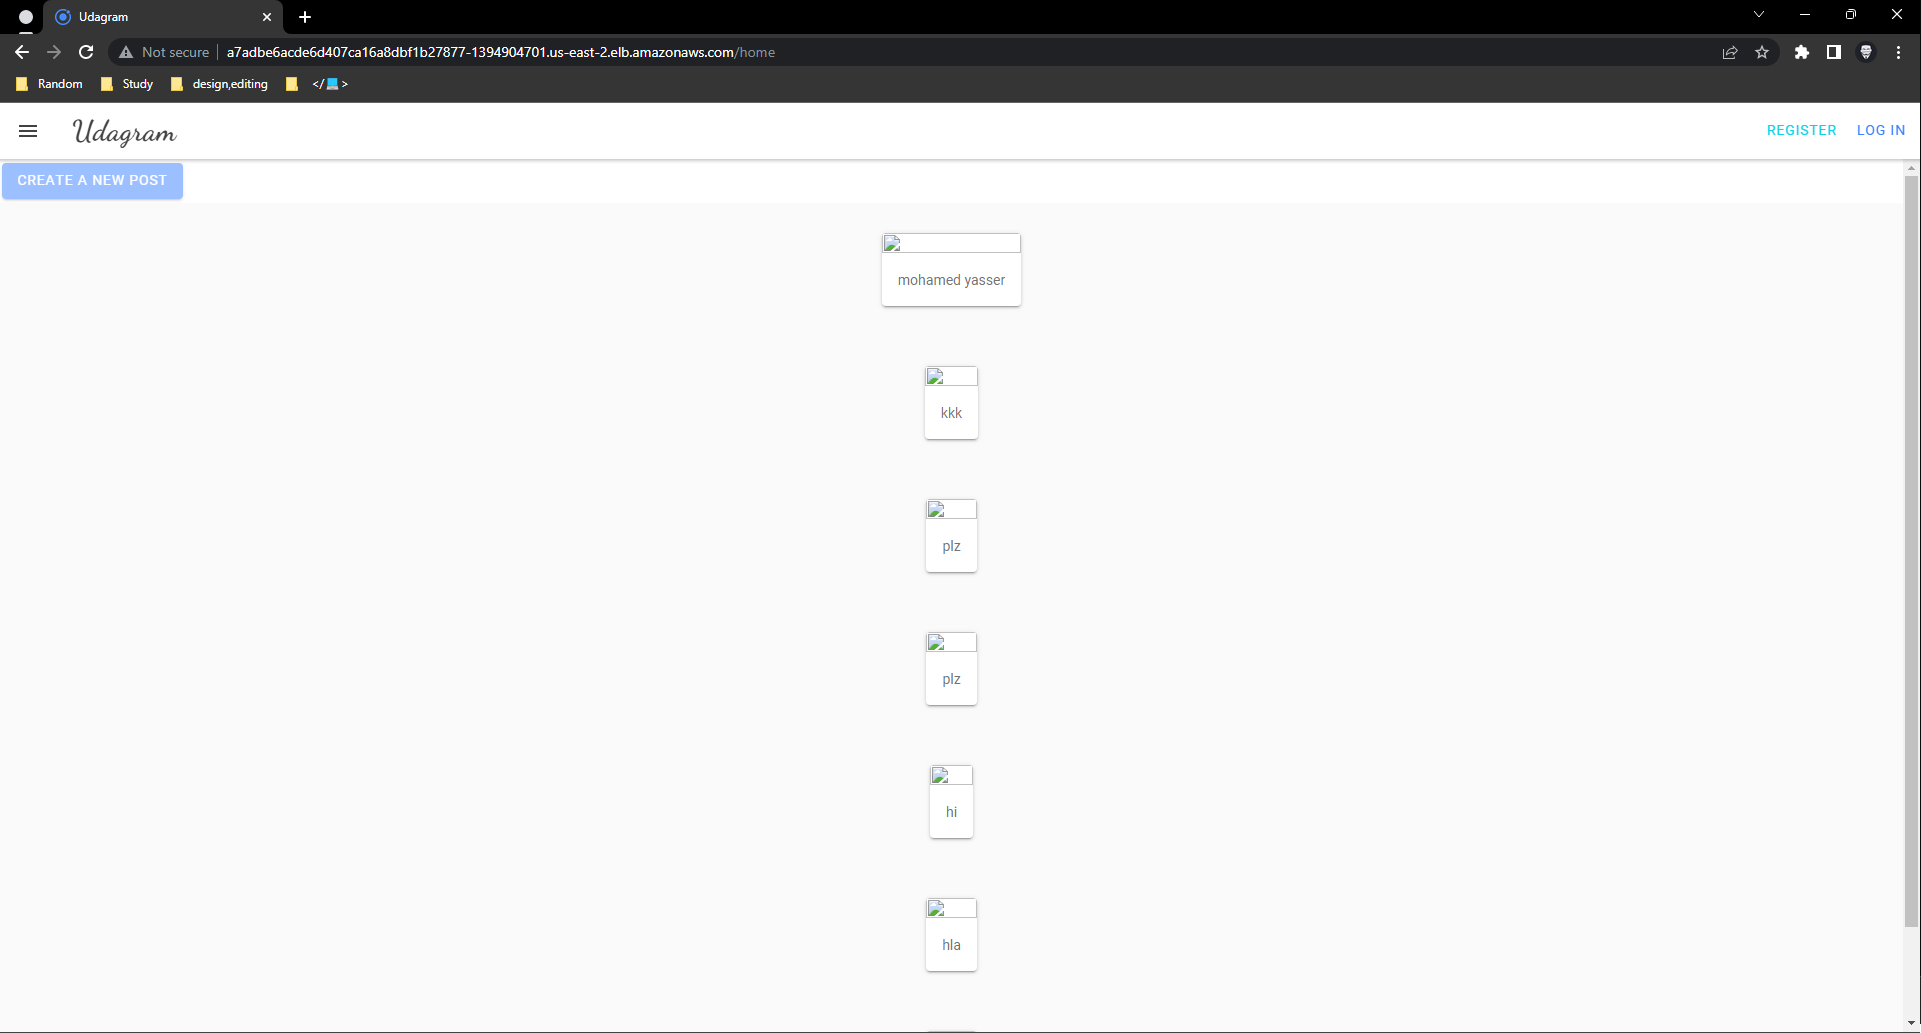 Udagram
Not secure a7adbe6acde6d407ca16a8dbf1b27877-1394904701.us-east-2.elb.amazonaws.com/home
Random Study design,editing </💻>
Udagram REGISTER LOG IN
CREATE A NEW POST
mohamed yasser
kkk
plz
plz
hi
hla